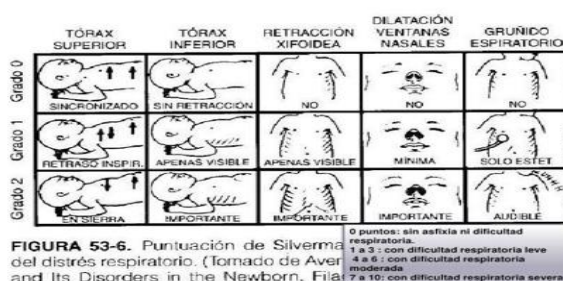 TÓRAX SUPERIOR
TÓRAX INFERIOR
RETRACCIÓN XIFOIDEA
DILATACIÓN VENTANAS NASALES
GRUÑIDO ESPIRATORIO
Grado 0
SINCRONIZADO
SIN RETRACCIÓN
NO
NO
NO
Grado 1
RETRASO INSPIR.
APENAS VISIBLE
APENAS VISIBLE
MÍNIMA
SOLO ESTET
Grado 2
EN SIERRA
IMPORTANTE
IMPORTANTE
IMPORTANTE
AUDIBLE
FIGURA 53-6. Puntuación de Silverma
del distrés respiratorio. (Tomado de Aver
and Its Disorders in the Newborn. Filad
0 puntos: sin asfixia ni dificultad
respiratoria.
1 a 3 : con dificultad respiratoria leve
4 a 6 : con dificultad respiratoria
moderada
7 a 10: con dificultad respiratoria severa